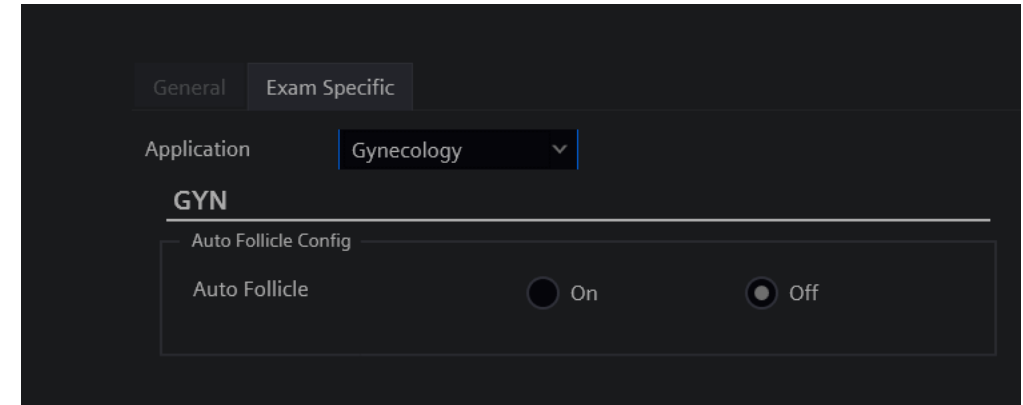 General Exam Specific
Application Gynecology
GYN
Auto Follicle Config
Auto Follicle On Off